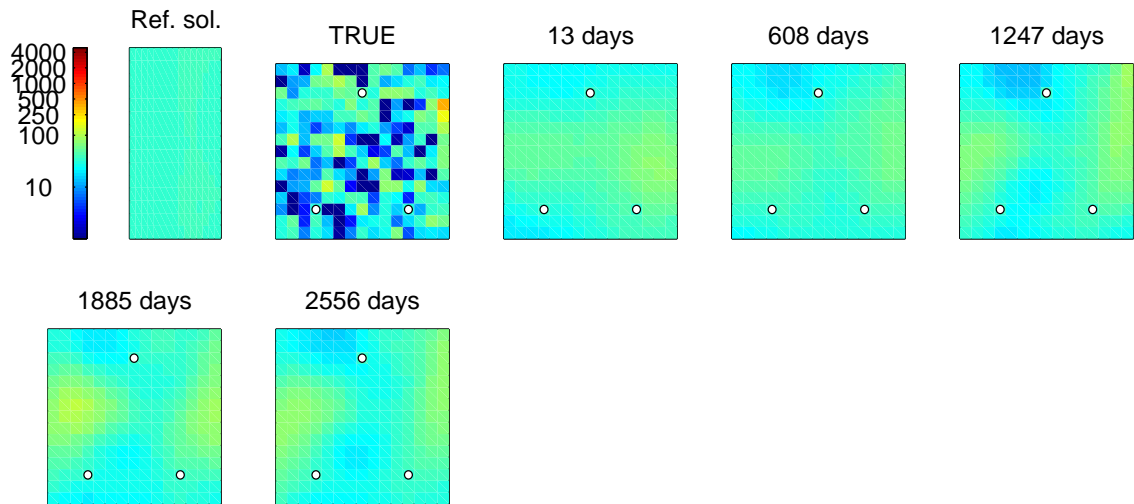 Ref. sol.
TRUE
13 days
608 days
1247 days
4000
2000
1000
500
250
100
10
1885 days
2556 days